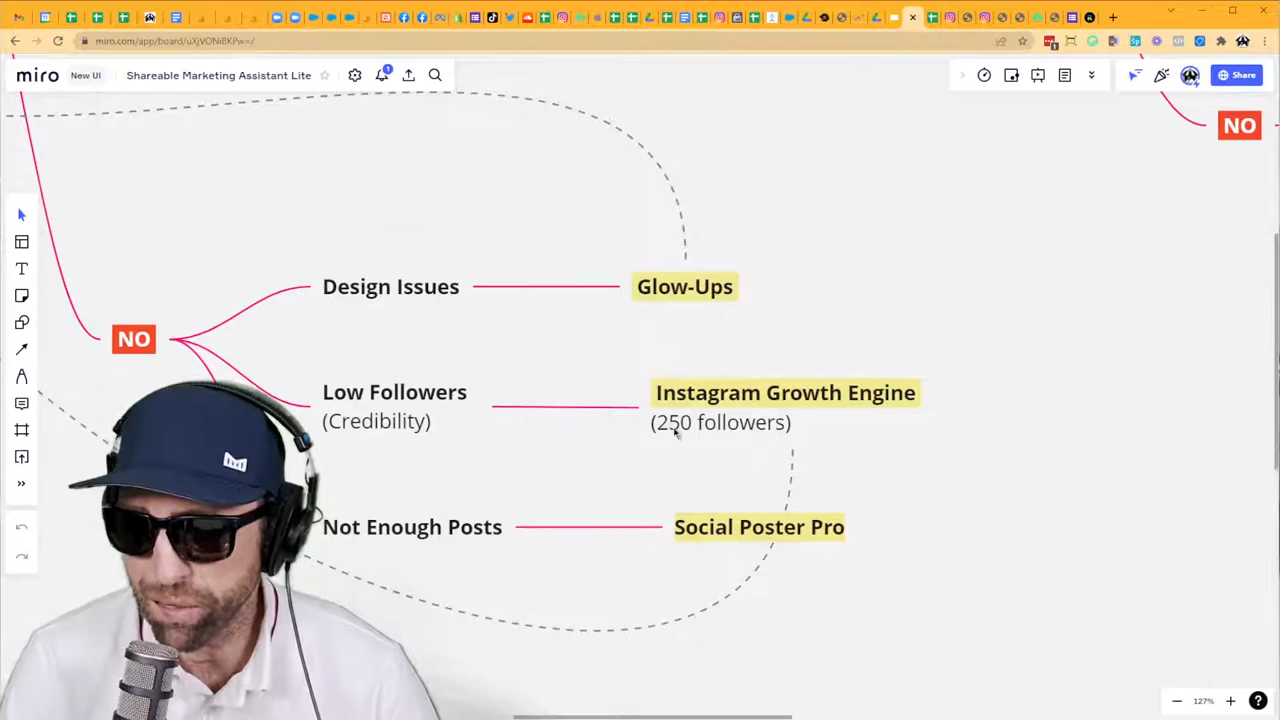 miro.com/app/board/uXjVONiBKPw=/
miro
New UI
Shareable Marketing Assistant Lite
1
Share
NO
Design Issues
Glow-Ups
NO
Low Followers
(Credibility)
Instagram Growth Engine
(250 followers)
Not Enough Posts
Social Poster Pro
127%